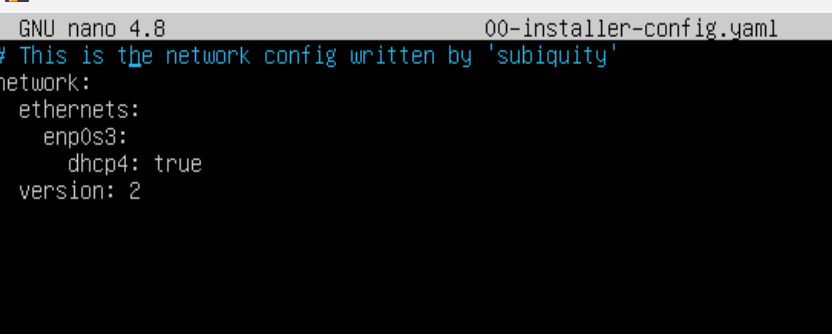 GNU nano 4.8 00-installer-config.yaml
# This is the network config written by 'subiquity'
network:
  ethernets:
    enp0s3:
      dhcp4: true
  version: 2